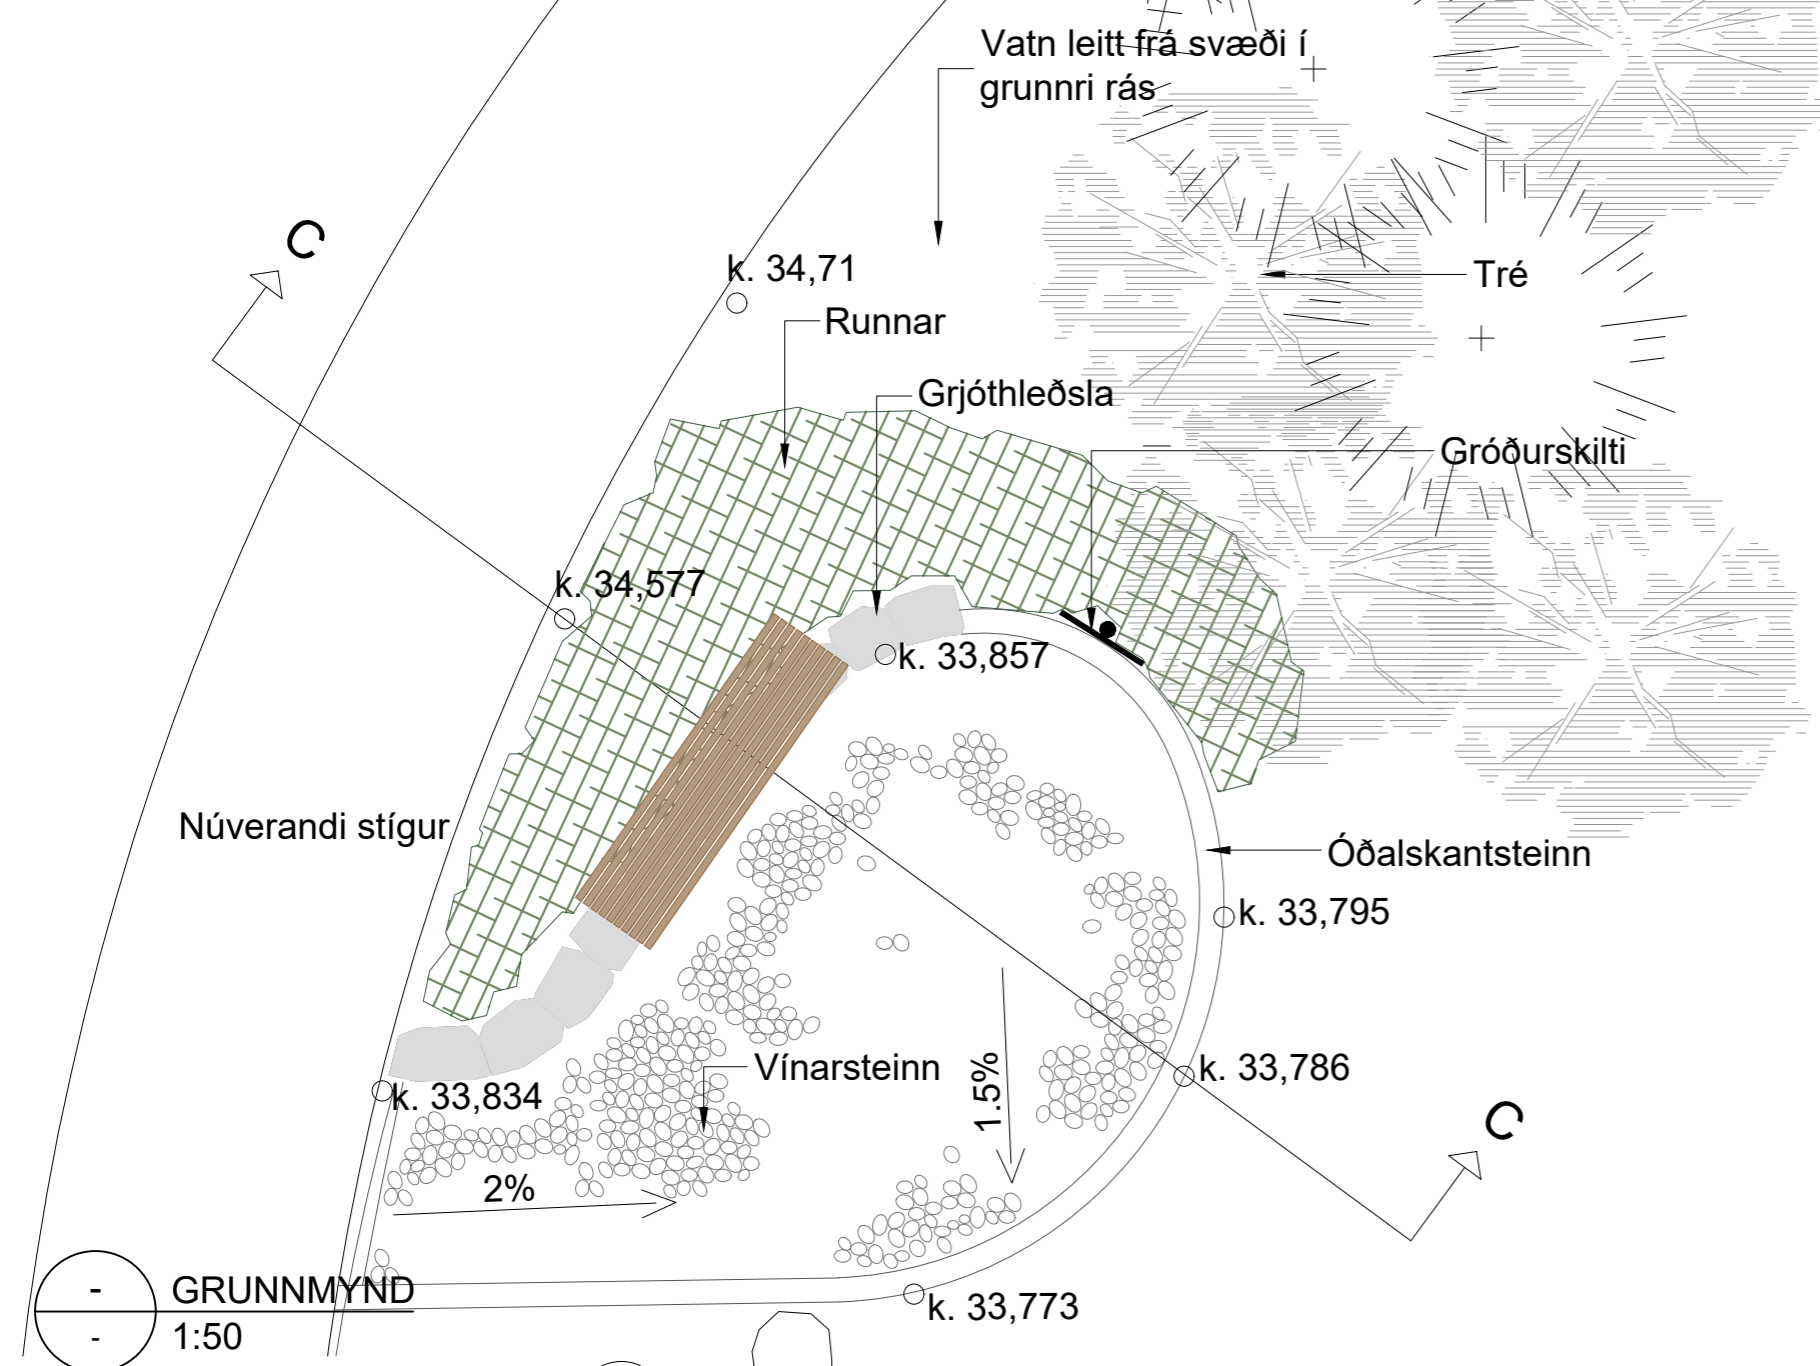 Vatn leitt frá svæði í
grunnri rás
C
k. 34,71
Tré
Runnar
Grjóthleðsla
Gróðurskilti
k. 34,577
k. 33,857
Núverandi stígur
Óðalskantsteinn
k. 33,795
Vínarsteinn
1.5%
k. 33,786
k. 33,834
C
2%
-
GRUNNMYND
k. 33,773
-
1:50